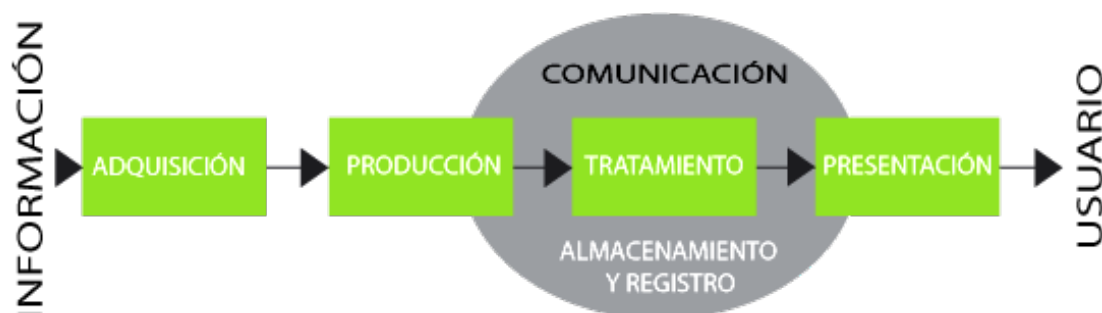 INFORMACIÓN
ADQUISICIÓN
PRODUCCIÓN
COMUNICACIÓN
TRATAMIENTO
ALMACENAMIENTO
Y REGISTRO
PRESENTACIÓN
USUARIO